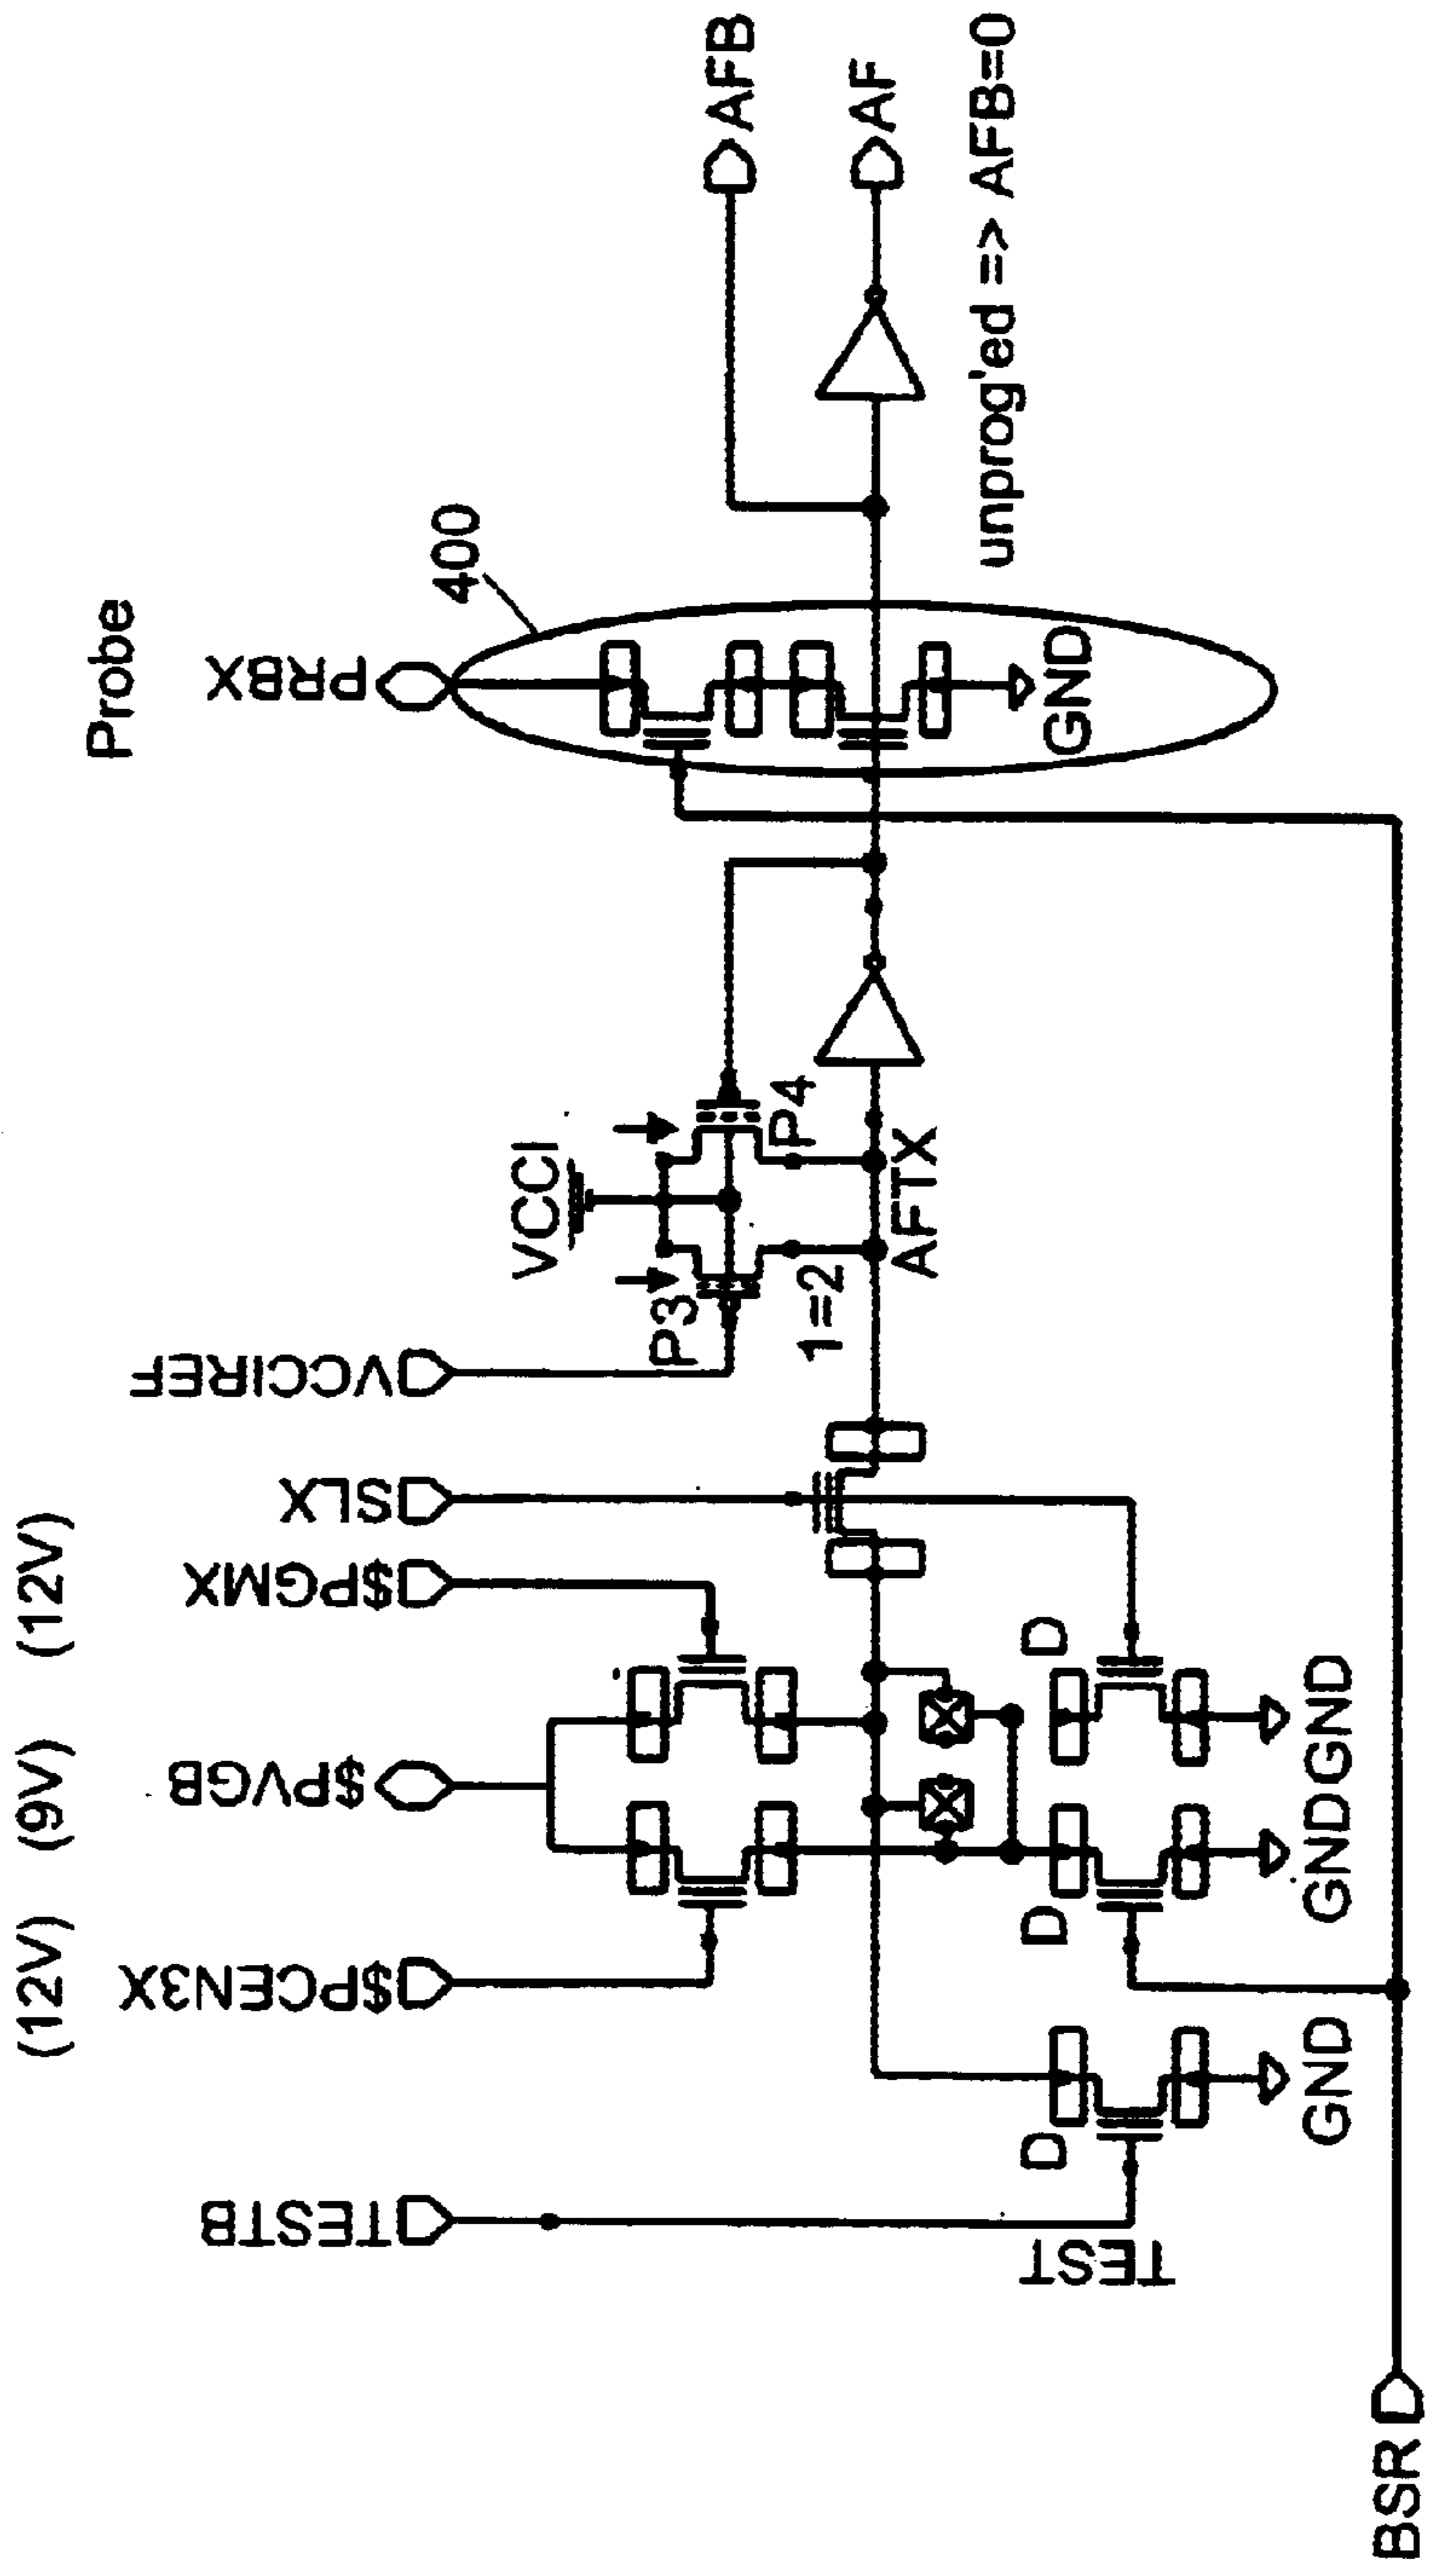 (12V) (9V) (12V)
Probe
TESTB
$PCEN3X
$PVGB
$PGMX
SLX
VCCIREF
PRBX
400
VCCI
P3
P4
1=2
AFTX
AFB
AF
unprog'ed => AFB=0
TEST
D
D
D
GND
GND
GND
GND
BSR